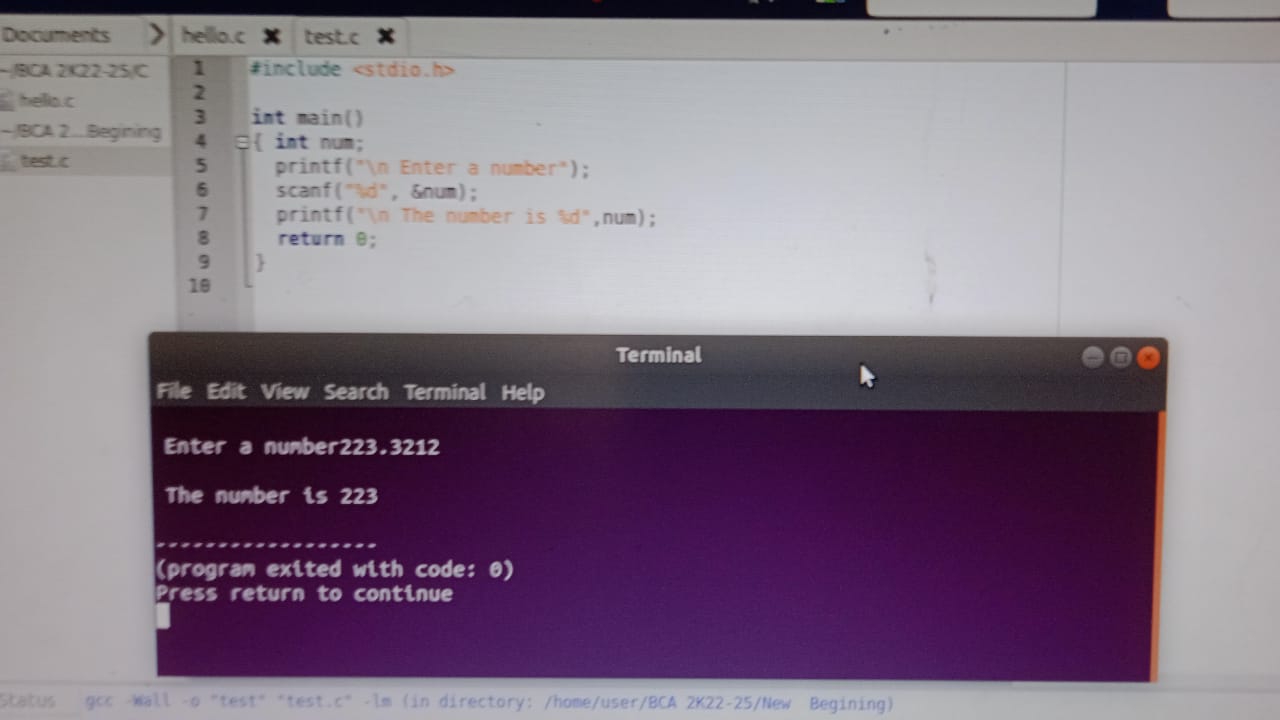 Documents hello.c test.c
~/BCA 2K22-25/C
hello.c
~/BCA 2...Begining
test.c
1 #include <stdio.h>
2
3 int main()
4 { int num;
5 printf("\n Enter a number");
6 scanf("%d", &num);
7 printf("\n The number is %d",num);
8 return 0;
9 }
10
Terminal
File Edit View Search Terminal Help
Enter a number223.3212
The number is 223
------------------
(program exited with code: 0)
Press return to continue
Status gcc -Wall -o "test" "test.c" -lm (in directory: /home/user/BCA 2K22-25/New Begining)